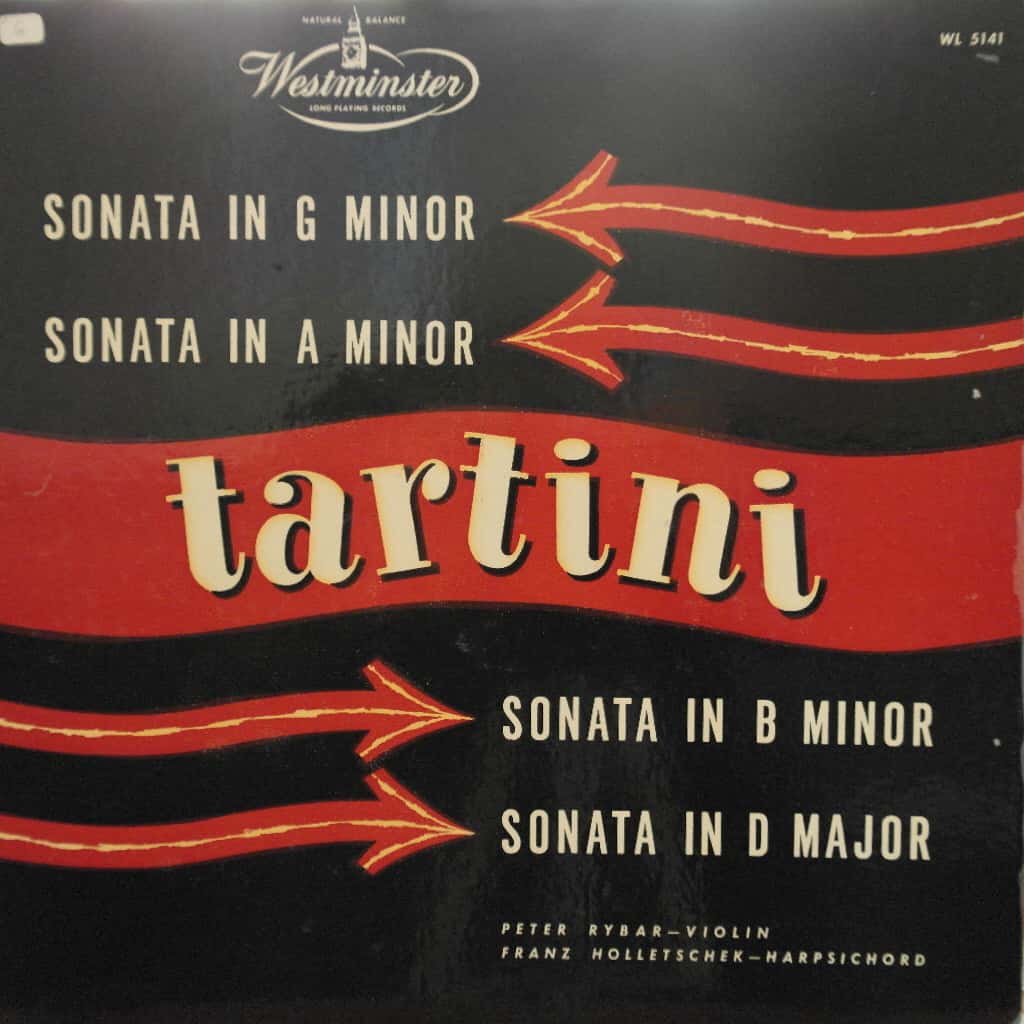 NATURAL BALANCE
Westminster
LONG PLAYING RECORDS
WL 5141
SONATA IN G MINOR
SONATA IN A MINOR
tartini
SONATA IN B MINOR
SONATA IN D MAJOR
PETER RYBAR—VIOLIN
FRANZ HOLLETSCHEK—HARPSICHORD